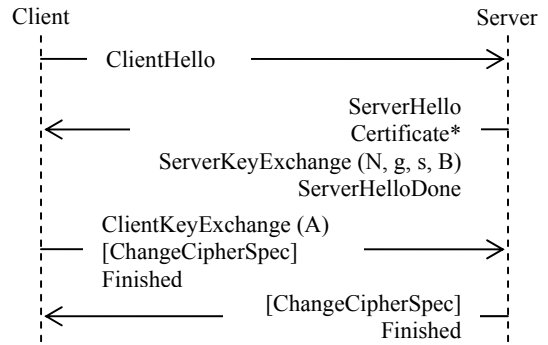 Client
Server
ClientHello
ServerHello
Certificate*
ServerKeyExchange (N, g, s, B)
ServerHelloDone
ClientKeyExchange (A)
[ChangeCipherSpec]
Finished
[ChangeCipherSpec]
Finished